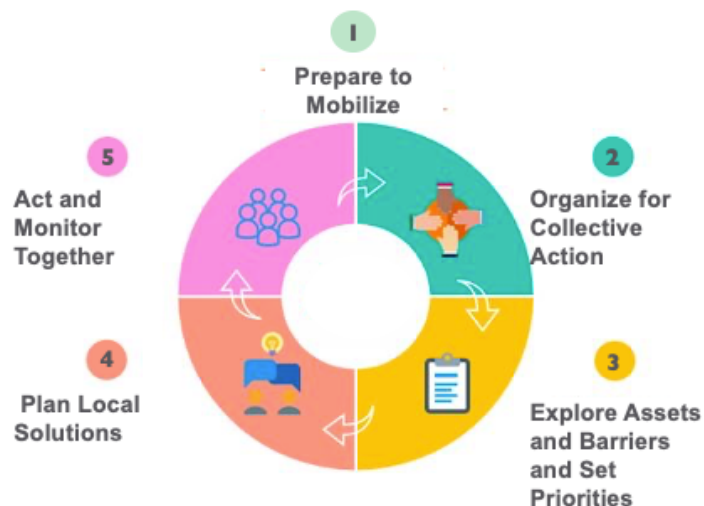 1
Prepare to
Mobilize
2
Organize for
Collective
Action
3
Explore Assets
and Barriers
and Set
Priorities
4
Plan Local
Solutions
5
Act and
Monitor
Together